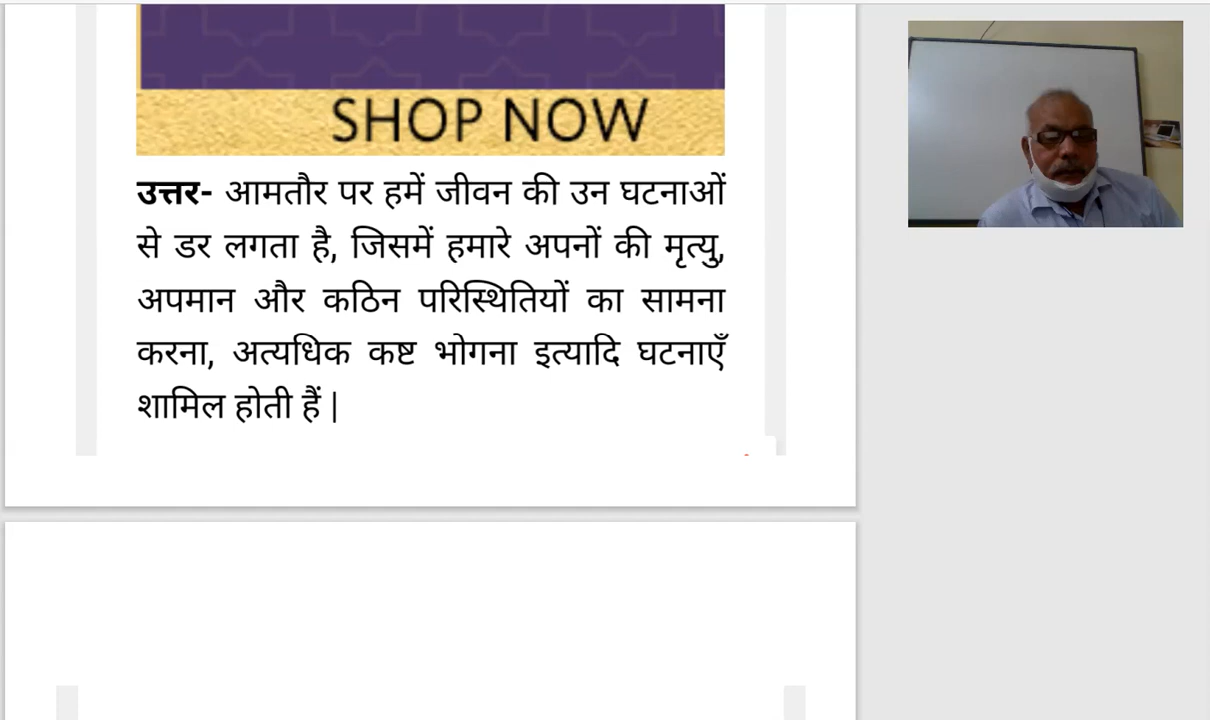 SHOP NOW
उत्तर- आमतौर पर हमें जीवन की उन घटनाओं
से डर लगता है, जिसमें हमारे अपनों की मृत्यु,
अपमान और कठिन परिस्थितियों का सामना
करना, अत्यधिक कष्ट भोगना इत्यादि घटनाएँ
शामिल होती हैं |